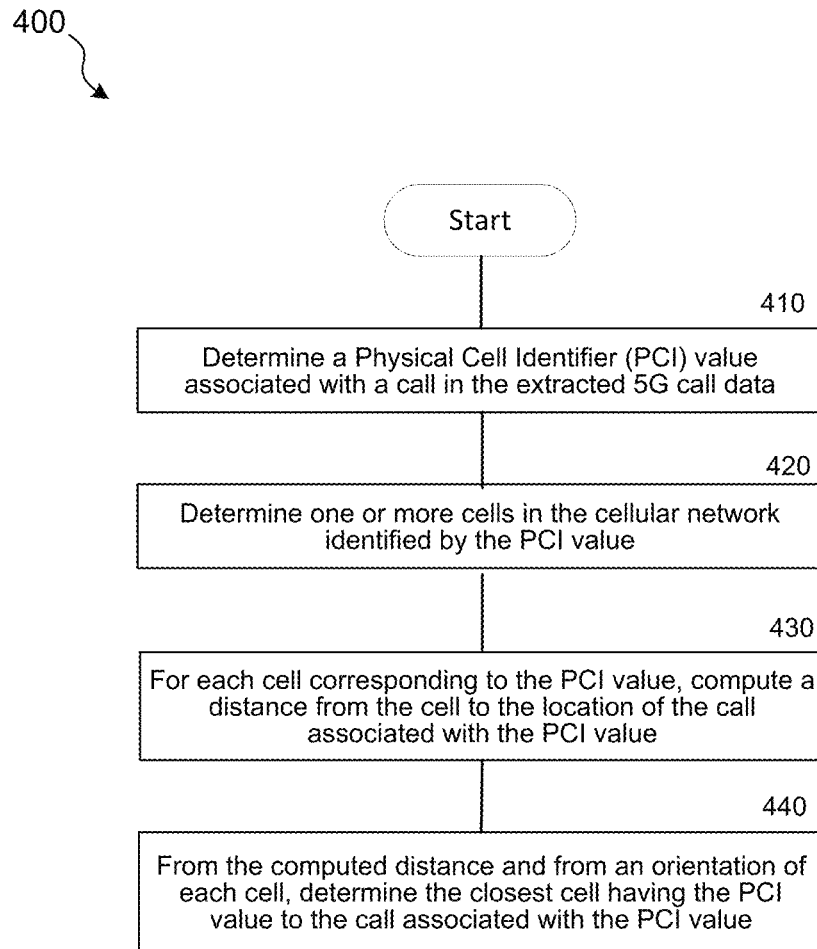 400
Start
410
Determine a Physical Cell Identifier (PCI) value
associated with a call in the extracted 5G call data
420
Determine one or more cells in the cellular network
identified by the PCI value
430
For each cell corresponding to the PCI value, compute a
distance from the cell to the location of the call
associated with the PCI value
440
From the computed distance and from an orientation of
each cell, determine the closest cell having the PCI
value to the call associated with the PCI value